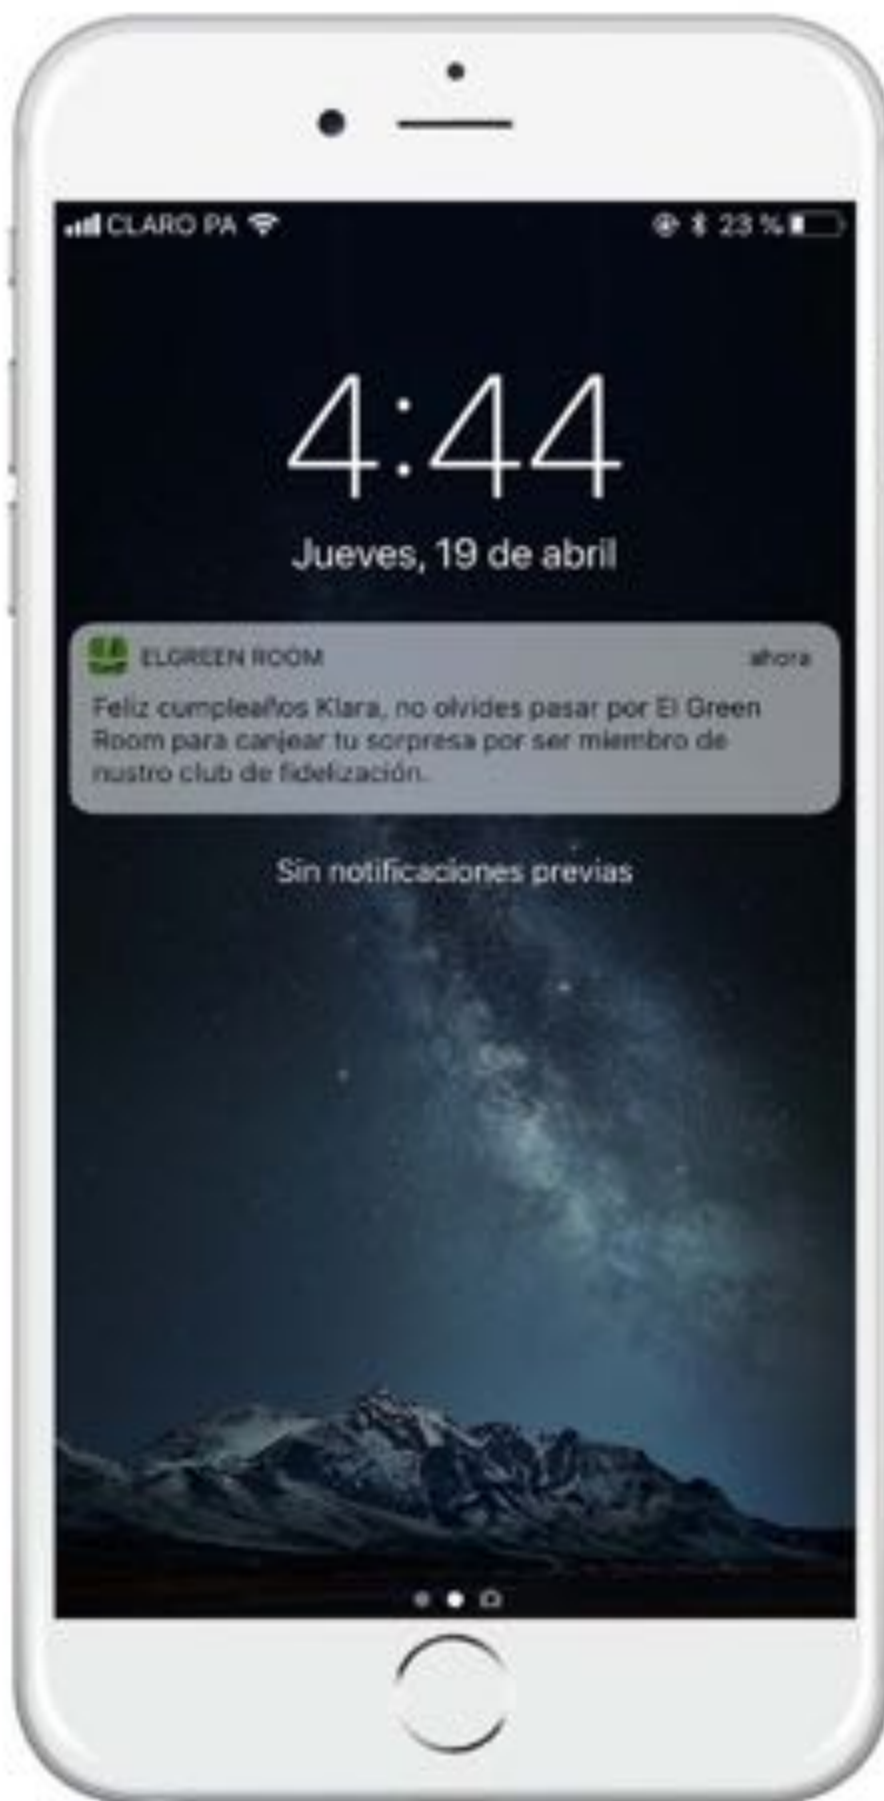 CLARO PA
23 %
4:44
Jueves, 19 de abril
ELGREEN ROOM
ahora
Feliz cumpleaños Klara, no olvides pasar por El Green
Room para canjear tu sorpresa por ser miembro de
nustro club de fidelización.
Sin notificaciones previas